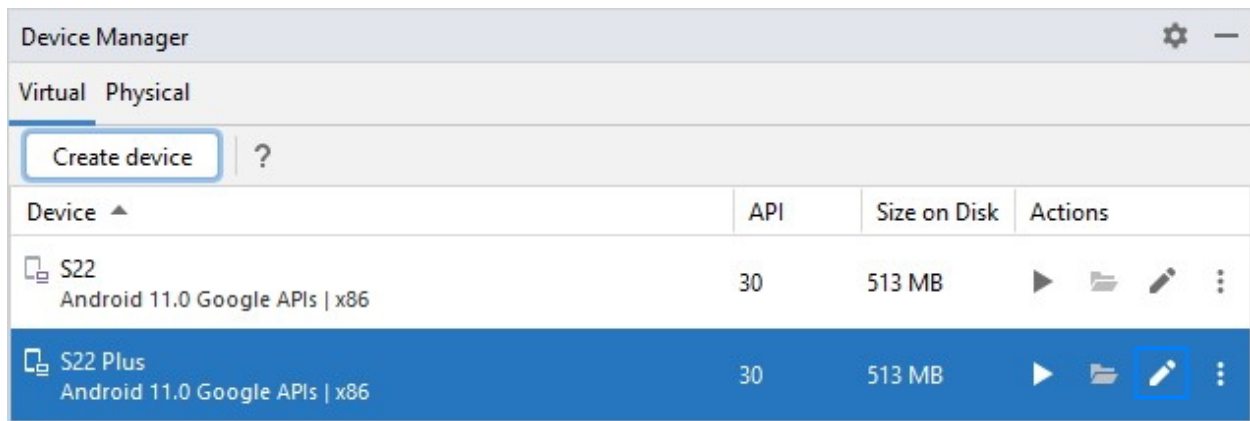 Device Manager
Virtual Physical
Create device ?
Device API Size on Disk Actions
S22
Android 11.0 Google APIs | x86
30 513 MB
S22 Plus
Android 11.0 Google APIs | x86
30 513 MB